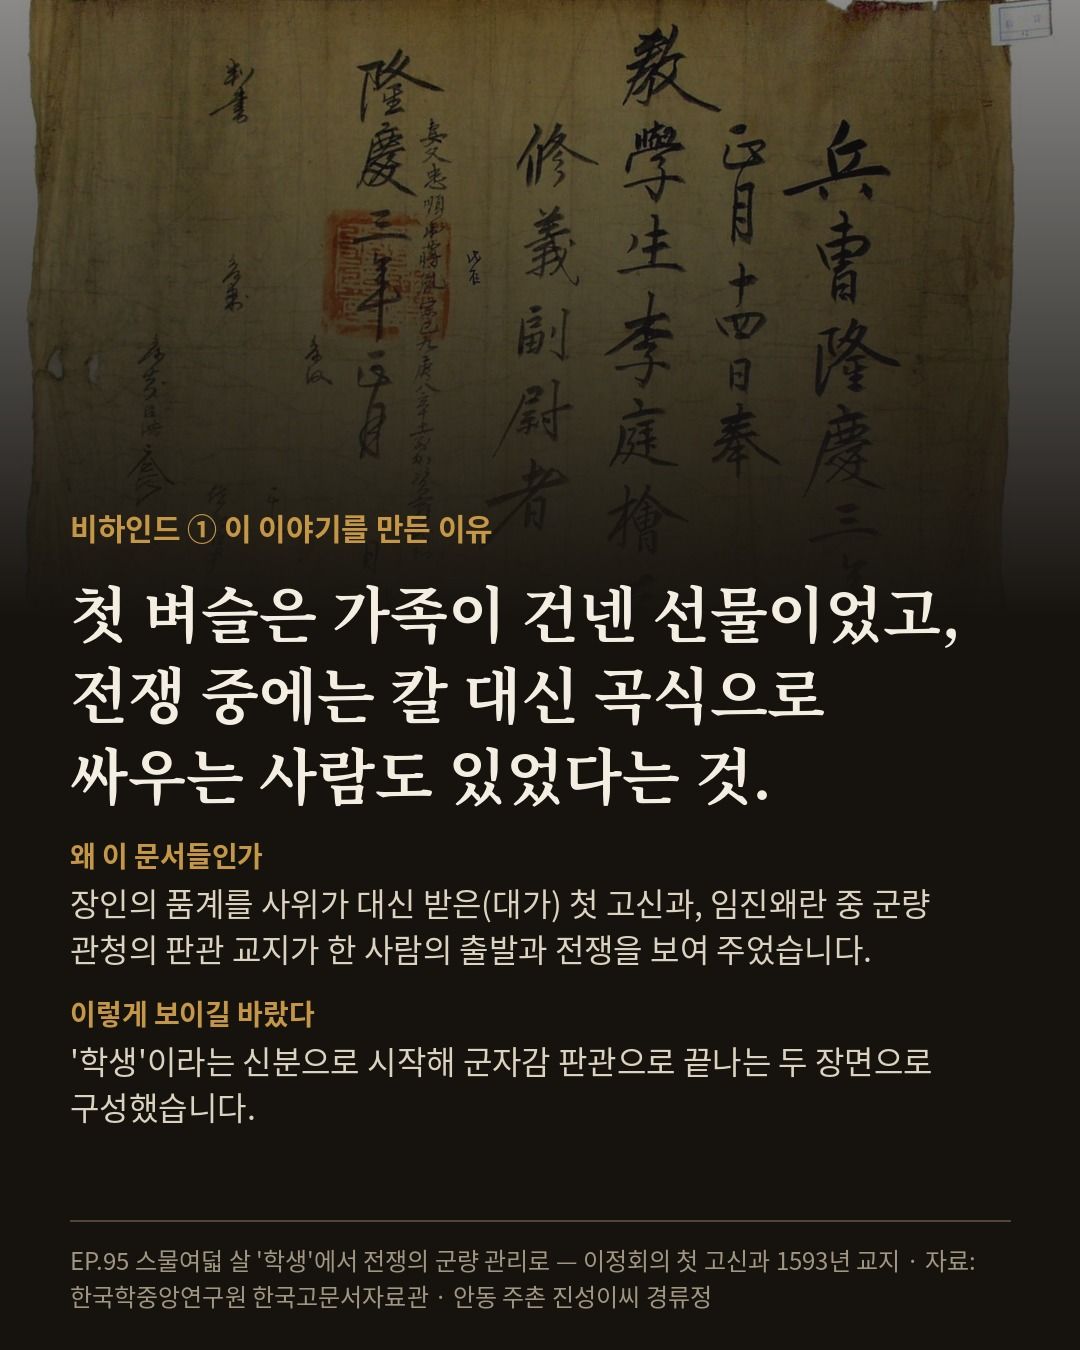 兵曹隆慶三年
正月十四日奉
教學生李庭檜
修義副尉者
隆慶三年正月
비하인드 ① 이 이야기를 만든 이유
첫 벼슬은 가족이 건넨 선물이었고,
전쟁 중에는 칼 대신 곡식으로
싸우는 사람도 있었다는 것.
왜 이 문서들인가
장인의 품계를 사위가 대신 받은(대가) 첫 고신과, 임진왜란 중 군량
관청의 판관 교지가 한 사람의 출발과 전쟁을 보여 주었습니다.
이렇게 보이길 바랐다
'학생'이라는 신분으로 시작해 군자감 판관으로 끝나는 두 장면으로
구성했습니다.
EP.95 스물여덟 살 '학생'에서 전쟁의 군량 관리로 — 이정회의 첫 고신과 1593년 교지 · 자료:
한국학중앙연구원 한국고문서자료관 · 안동 주촌 진성이씨 경류정